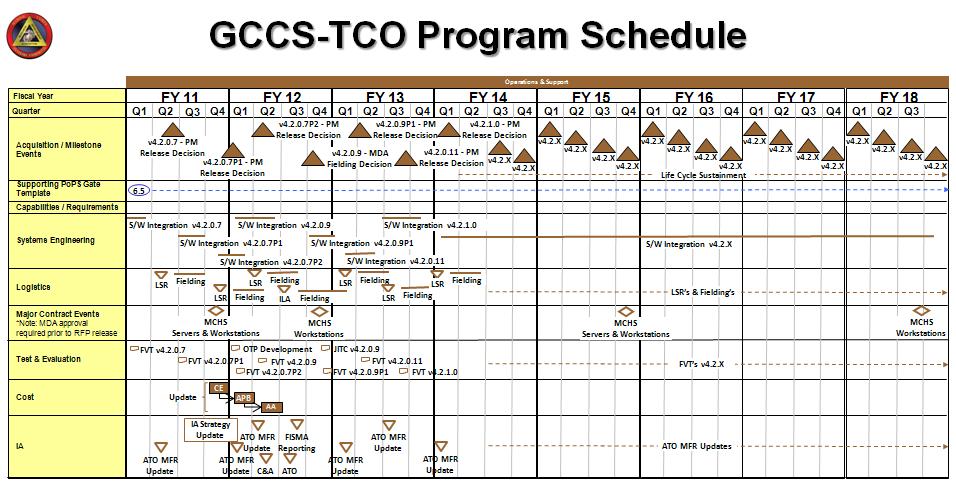 GCCS-TCO Program Schedule
Operations & Support
Fiscal Year FY 11 FY 12 FY 13 FY 14 FY 15 FY 16 FY 17 FY 18
Quarter Q1 Q2 Q3 Q4 Q1 Q2 Q3 Q4 Q1 Q2 Q3 Q4 Q1 Q2 Q3 Q4 Q1 Q2 Q3 Q4 Q1 Q2 Q3 Q4 Q1 Q2 Q3 Q4 Q1 Q2 Q3
Acquisition / Milestone
Events
v4.2.0.7 - PM
Release Decision
v4.2.0.7P1 - PM
Release Decision
v4.2.0.7P2 - PM
Release Decision
v4.2.0.9 - MDA
Fielding Decision
v4.2.0.9P1 - PM
Release Decision
v4.2.0.11 - PM
Release Decision
v4.2.1.0 - PM
Release Decision
v4.2.X v4.2.X
v4.2.X v4.2.X v4.2.X v4.2.X
v4.2.X v4.2.X v4.2.X v4.2.X
v4.2.X v4.2.X v4.2.X v4.2.X
v4.2.X v4.2.X v4.2.X v4.2.X
Life Cycle Sustainment
Supporting PoPS Gate
Template
6.5
Capabilities / Requirements
Systems Engineering
S/W Integration v4.2.0.7 S/W Integration v4.2.0.9 S/W Integration v4.2.1.0
S/W Integration v4.2.0.7P1 S/W Integration v4.2.0.9P1 S/W Integration v4.2.X
S/W Integration v4.2.0.7P2 S/W Integration v4.2.0.11
Logistics
LSR Fielding LSR Fielding LSR Fielding LSR Fielding
LSR Fielding ILA Fielding LSR Fielding LSR's & Fielding's
Major Contract Events
*Note: MDA approval
required prior to RFP release
MCHS
Servers & Workstations
MCHS
Workstations
MCHS
Servers & Workstations
MCHS
Workstations
Test & Evaluation
FVT v4.2.0.7 OTP Development JITC v4.2.0.9
FVT v4.2.0.7P1 FVT v4.2.0.9 FVT v4.2.0.11 FVT's v4.2.X
FVT v4.2.0.7P2 FVT v4.2.0.9P1 FVT v4.2.1.0
Cost
Update
CE
APB
AA
IA
IA Strategy
Update
ATO MFR
Update
ATO MFR
Update
ATO MFR
Update
C&A
FISMA
Reporting
ATO
ATO MFR
Update
ATO MFR
Update
ATO MFR
Update
ATO MFR Updates